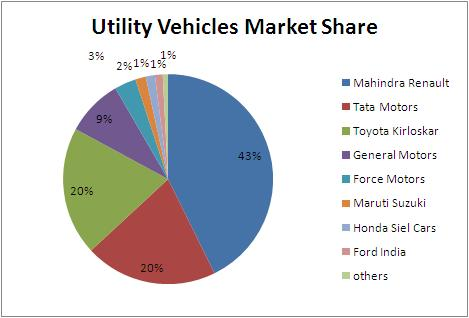 Utility Vehicles Market Share
3%
2%
1%
1%
1%
9%
43%
20%
20%
Mahindra Renault
Tata Motors
Toyota Kirloskar
General Motors
Force Motors
Maruti Suzuki
Honda Siel Cars
Ford India
others